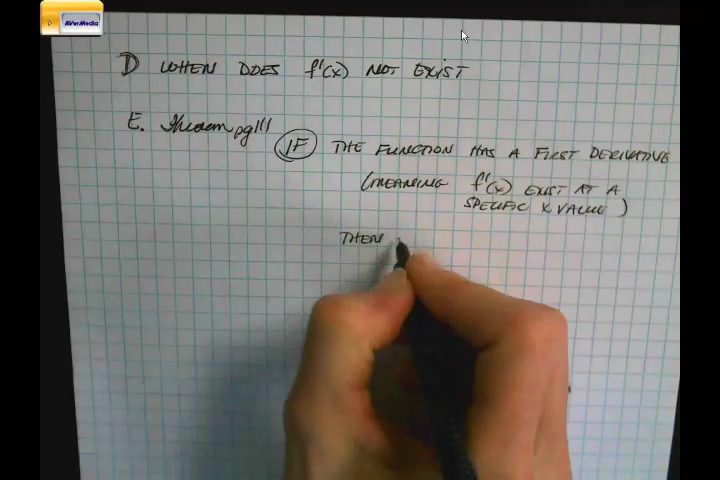 AVerMedia
D WHEN DOES f'(x) NOT EXIST
E. Theorem pg 111
IF THE FUNCTION HAS A FIRST DERIVATIVE
(MEANING f'(x) EXIST AT A
SPECIFIC X VALUE)
THEN